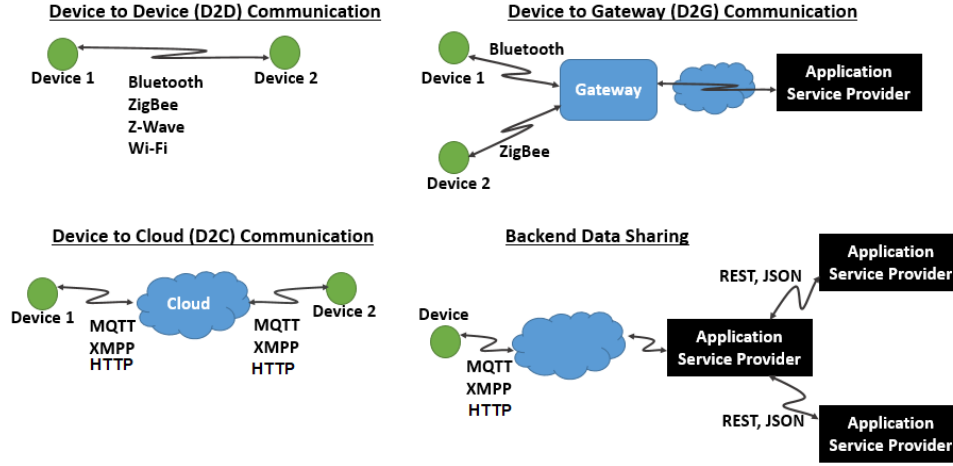 Device to Device (D2D) Communication
Device 1
Device 2
Bluetooth
ZigBee
Z-Wave
Wi-Fi
Device to Gateway (D2G) Communication
Bluetooth
Device 1
Gateway
Application
Service Provider
ZigBee
Device 2
Device to Cloud (D2C) Communication
Device 1
Cloud
Device 2
MQTT
XMPP
HTTP
MQTT
XMPP
HTTP
Backend Data Sharing
Device
MQTT
XMPP
HTTP
Application
Service Provider
REST, JSON
Application
Service Provider
REST, JSON
Application
Service Provider